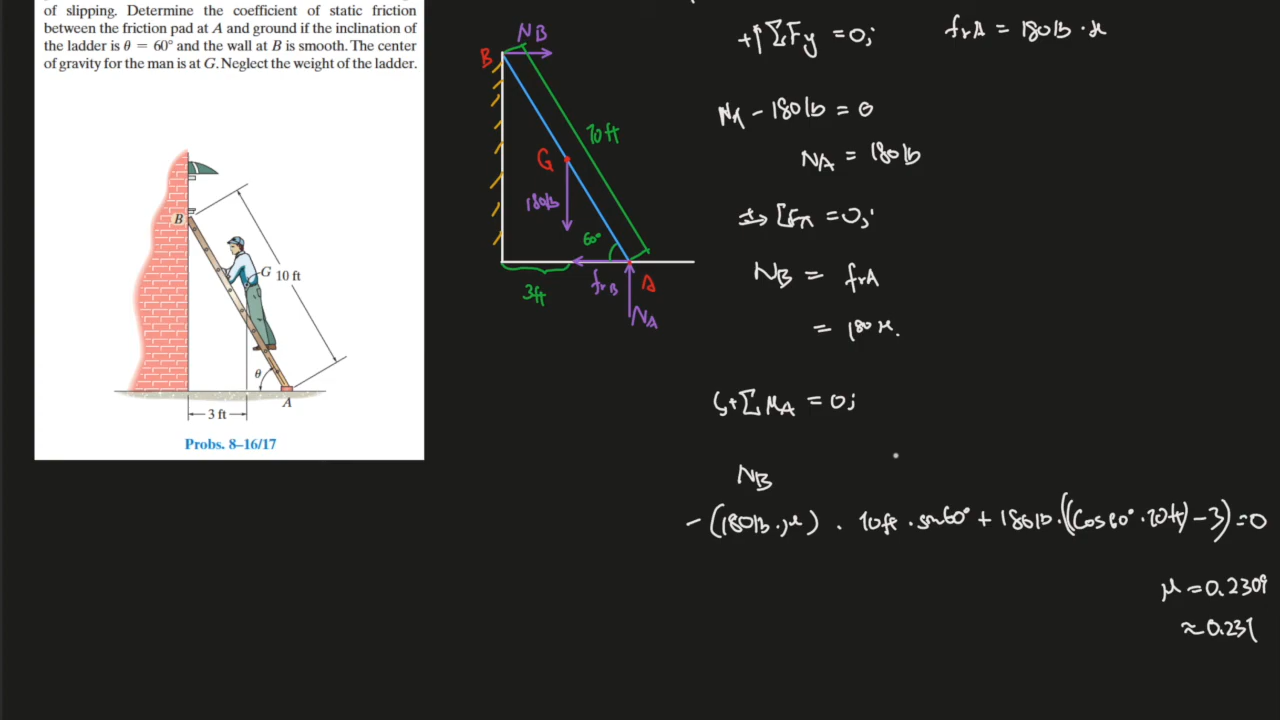 of slipping. Determine the coefficient of static friction
between the friction pad at A and ground if the inclination
of the ladder is θ = 60° and the wall at B is smooth. The center
of gravity for the man is at G. Neglect the weight of the ladder.
B
G 10 ft
θ
A
3 ft
Probs. 8–16/17
NB
B
10ft
G
180lb
60°
3ft
frB
A
NA
+↑ΣFy = 0; frA = 180lb · μ
NA - 180lb = 0
NA = 180lb
ΣFx = 0;
NB = frA
= 180μ.
+ΣMA = 0;
NB
-(180lb·μ) · 10ft · sin60° + 180lb·((cos60° · 10ft) - 3) = 0
μ = 0.2309
≈ 0.231